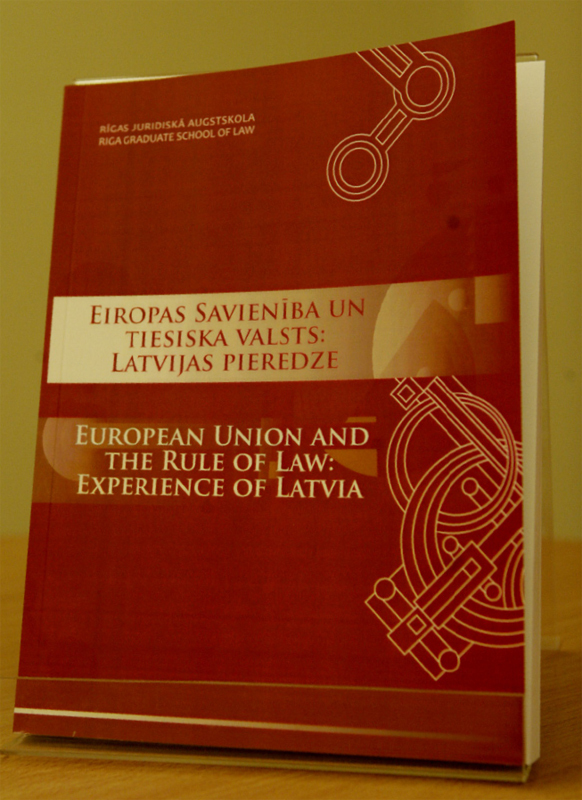 RĪGAS JURIDISKĀ AUGSTSKOLA
RIGA GRADUATE SCHOOL OF LAW
EIROPAS SAVIENĪBA UN
TIESISKA VALSTS:
LATVIJAS PIEREDZE
EUROPEAN UNION AND
THE RULE OF LAW:
EXPERIENCE OF LATVIA